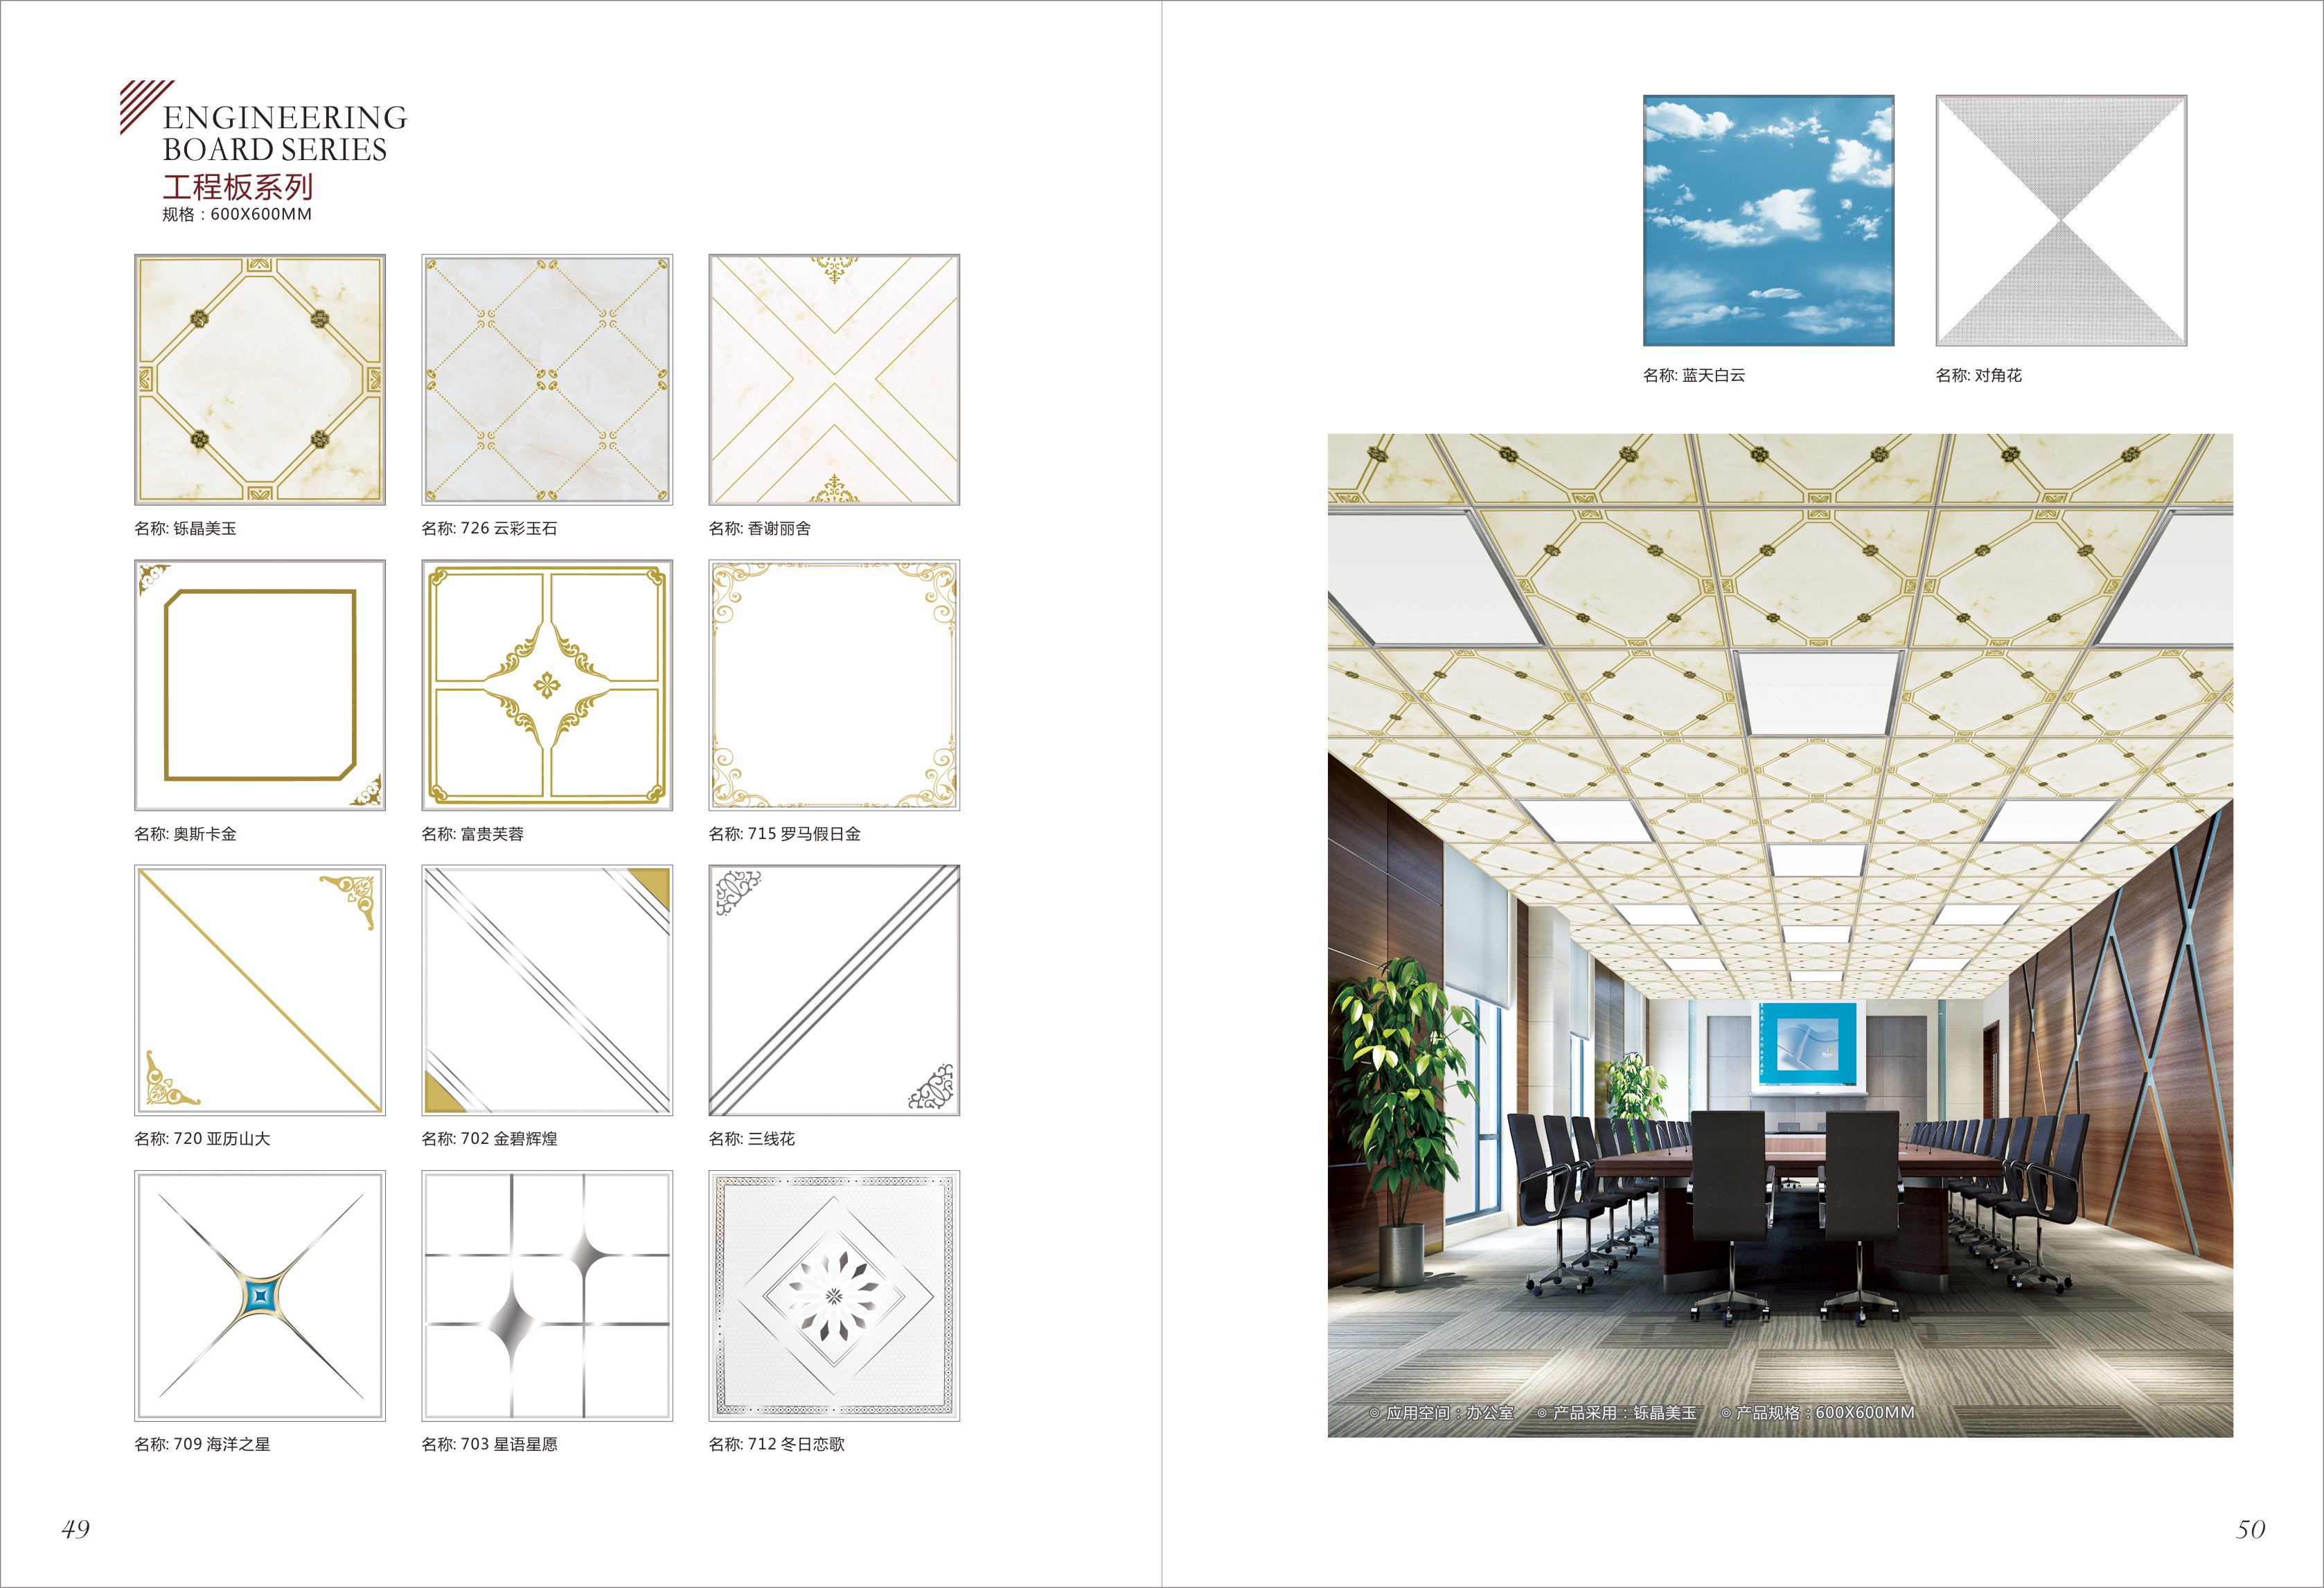 ENGINEERING
BOARD SERIES
工程板系列
规格：600X600MM
名称: 铄晶美玉
名称: 726 云彩玉石
名称: 香谢丽舍
名称: 奥斯卡金
名称: 富贵芙蓉
名称: 715 罗马假日金
名称: 720 亚历山大
名称: 702 金碧辉煌
名称: 三线花
名称: 709 海洋之星
名称: 703 星语星愿
名称: 712 冬日恋歌
49
名称: 蓝天白云
名称: 对角花
◎ 应用空间：办公室 ◎ 产品采用：铄晶美玉 ◎ 产品规格：600X600MM
50